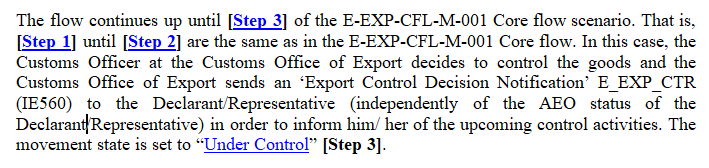 The flow continues up until [Step 3] of the E-EXP-CFL-M-001 Core flow scenario. That is,
[Step 1] until [Step 2] are the same as in the E-EXP-CFL-M-001 Core flow. In this case, the
Customs Officer at the Customs Office of Export decides to control the goods and the
Customs Office of Export sends an ‘Export Control Decision Notification’ E_EXP_CTR
(IE560) to the Declarant/Representative (independently of the AEO status of the
Declarant/Representative) in order to inform him/ her of the upcoming control activities. The
movement state is set to “Under Control” [Step 3].